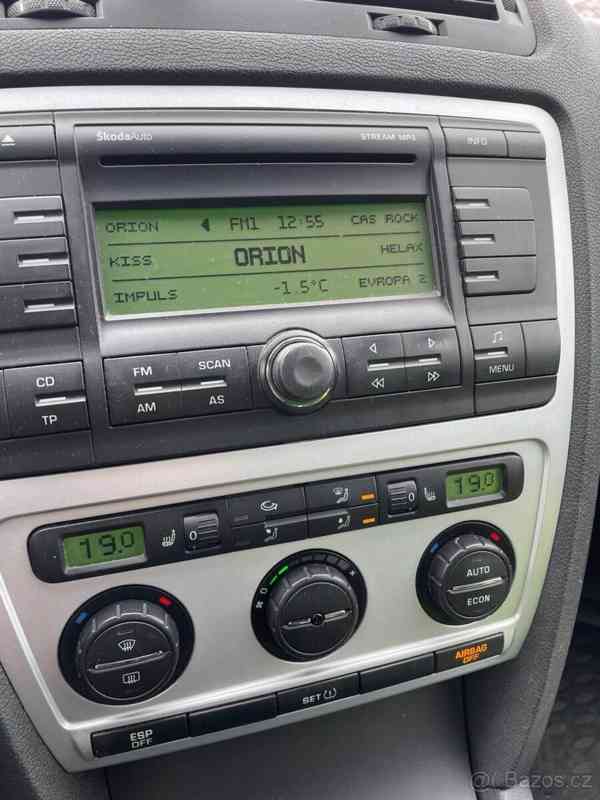 ŠkodaAuto
STREAM MP3
INFO
ORION FM1 12:55 CAS ROCK
KISS ORION HELAX
IMPULS -1.5°C EVROPA 2
CD
TP
FM
AM
SCAN
AS
MENU
19.0
0
0
19.0
AUTO
ECON
AIRBAG
OFF
SET
ESP
OFF
Bazos.cz